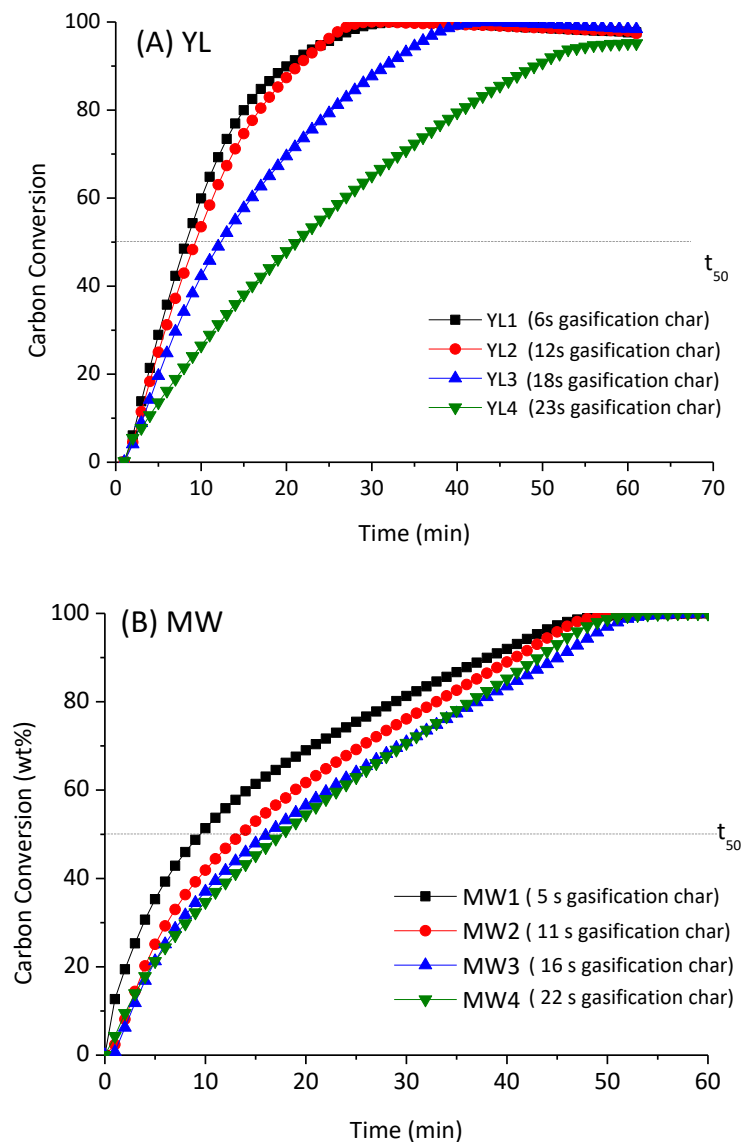 (A) YL
100
80
60
40
20
0
Carbon Conversion
t50
YL1 (6s gasification char)
YL2 (12s gasification char)
YL3 (18s gasification char)
YL4 (23s gasification char)
0 10 20 30 40 50 60 70
Time (min)
(B) MW
100
80
60
40
20
0
Carbon Conversion (wt%)
t50
MW1 ( 5 s gasification char)
MW2 ( 11 s gasification char)
MW3 ( 16 s gasification char)
MW4 ( 22 s gasification char)
0 10 20 30 40 50 60
Time (min)